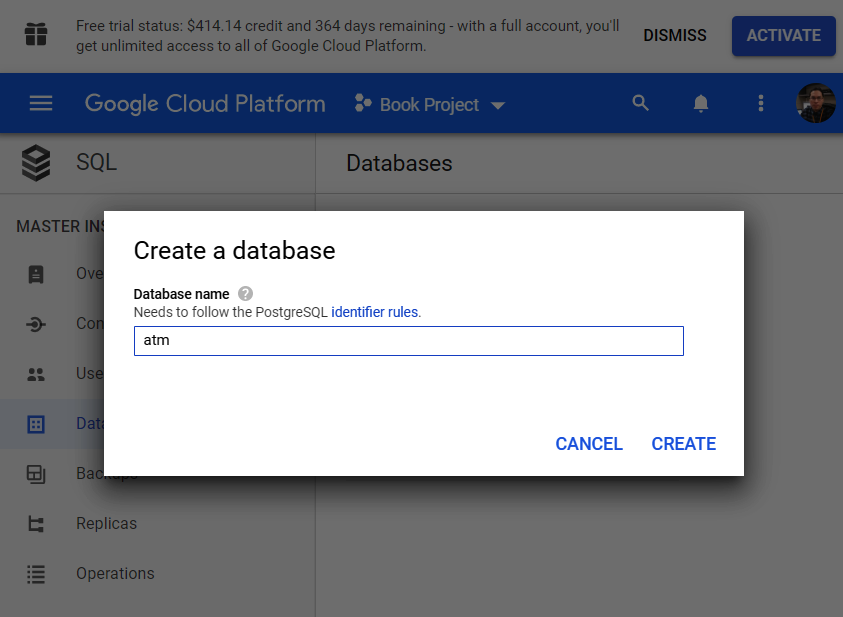 Free trial status: $414.14 credit and 364 days remaining - with a full account, you'll
get unlimited access to all of Google Cloud Platform.
DISMISS
ACTIVATE
Google Cloud Platform
Book Project
SQL
Databases
MASTER INS
Create a database
Database name
Needs to follow the PostgreSQL identifier rules.
atm
CANCEL
CREATE
Ove
Con
Use
Data
Backups
Replicas
Operations